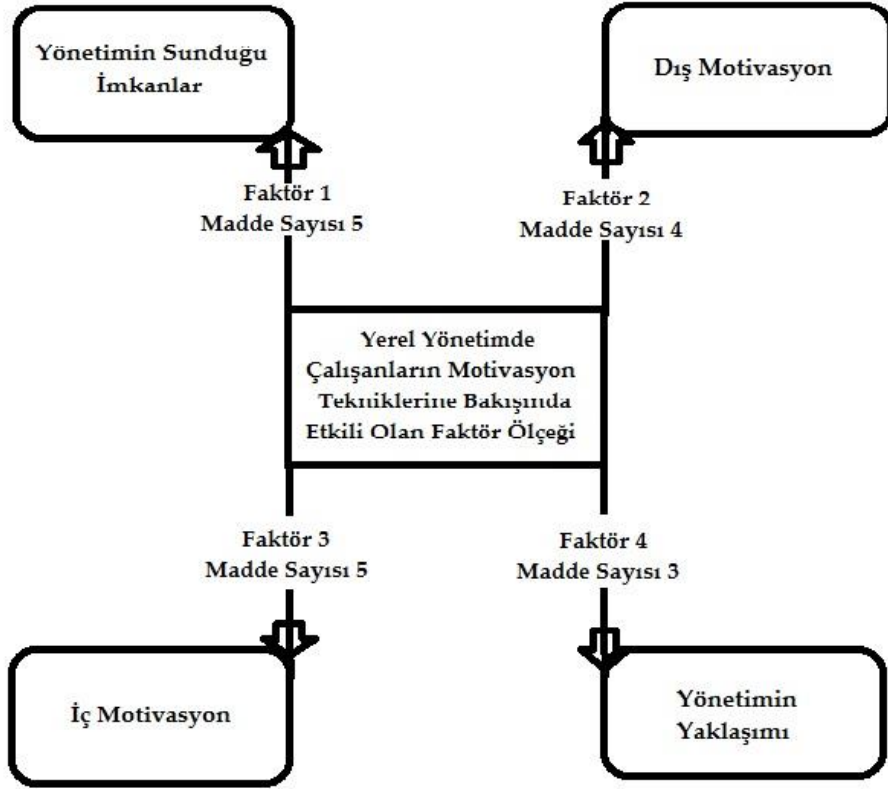 Yönetimin Sunduğu
İmkanlar
Dış Motivasyon
Faktör 1
Madde Sayısı 5
Faktör 2
Madde Sayısı 4
Yerel Yönetimde
Çalışanların Motivasyon
Tekniklerine Bakışında
Etkili Olan Faktör Ölçeği
Faktör 3
Madde Sayısı 5
Faktör 4
Madde Sayısı 3
İç Motivasyon
Yönetimin
Yaklaşımı